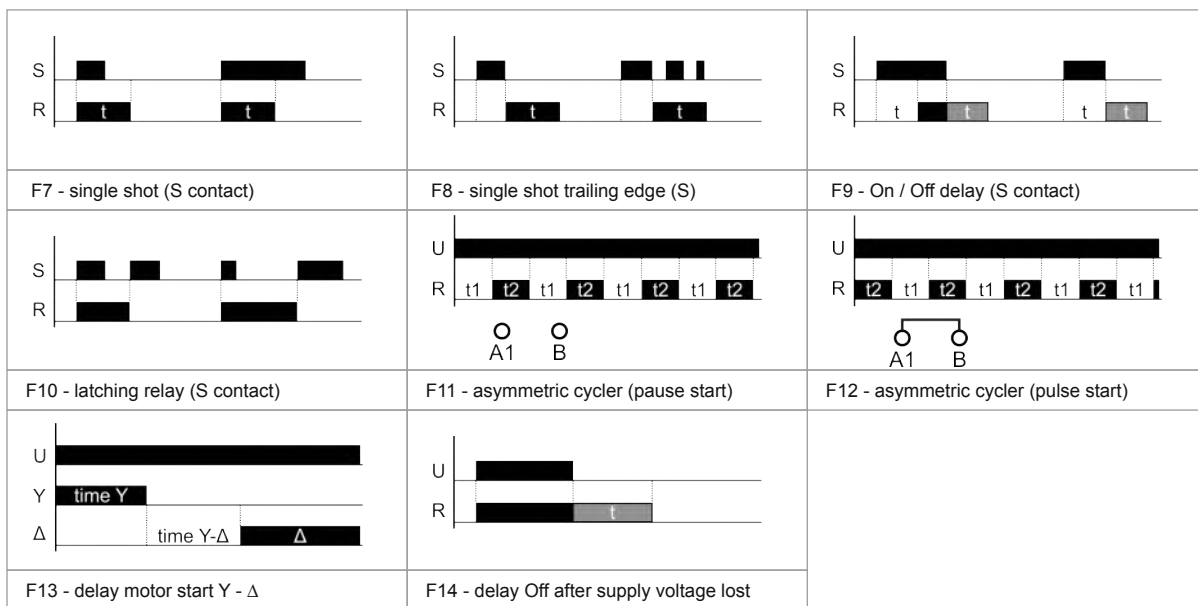 S
R t t
F7 - single shot (S contact)
S
R t t
F8 - single shot trailing edge (S)
S
R t t t t
F9 - On / Off delay (S contact)
S
R
F10 - latching relay (S contact)
U
R t1 t2 t1 t2 t1 t2 t1 t2
A1 B
F11 - asymmetric cycler (pause start)
U
R t2 t1 t2 t1 t2 t1 t2 t1
A1 B
F12 - asymmetric cycler (pulse start)
U
Y time Y
Δ time Y-Δ Δ
F13 - delay motor start Y - Δ
U
R t
F14 - delay Off after supply voltage lost